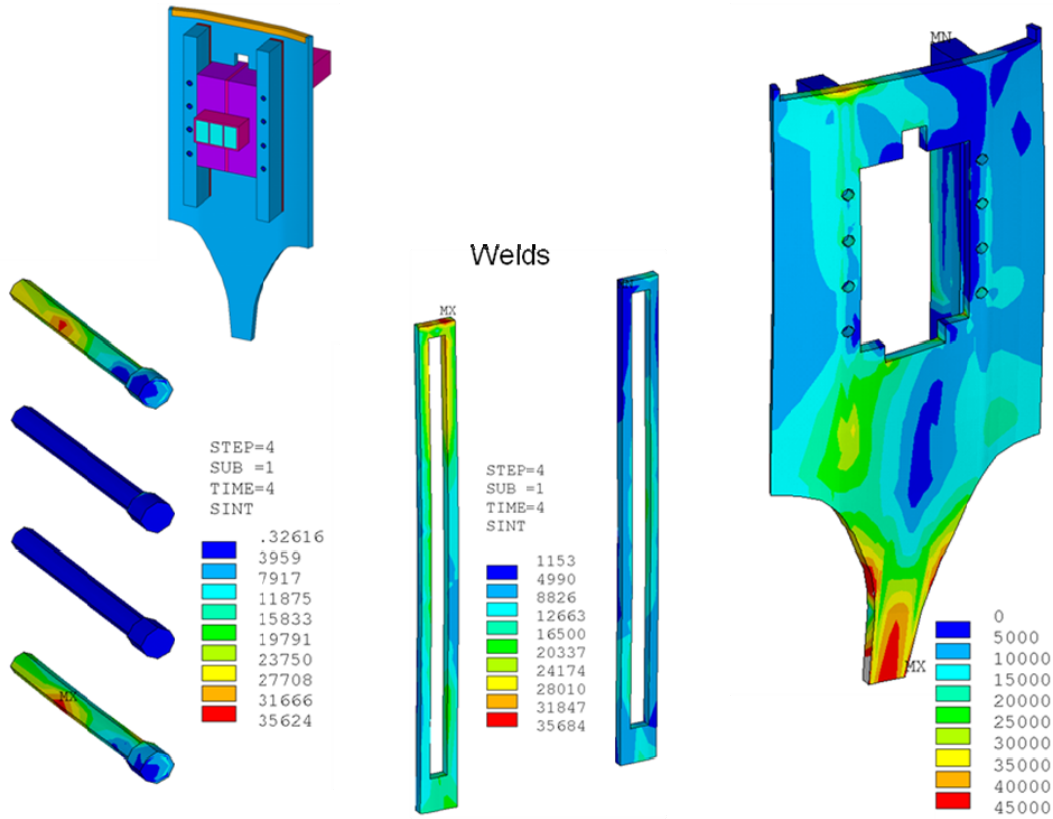 MN
Welds
MX
STEP=4
SUB =1
TIME=4
SINT
.32616
3959
7917
11875
15833
19791
23750
27708
31666
35624
MX
STEP=4
SUB =1
TIME=4
SINT
1153
4990
8826
12663
16500
20337
24174
28010
31847
35684
0
5000
10000
15000
20000
25000
30000
35000
40000
45000
MX